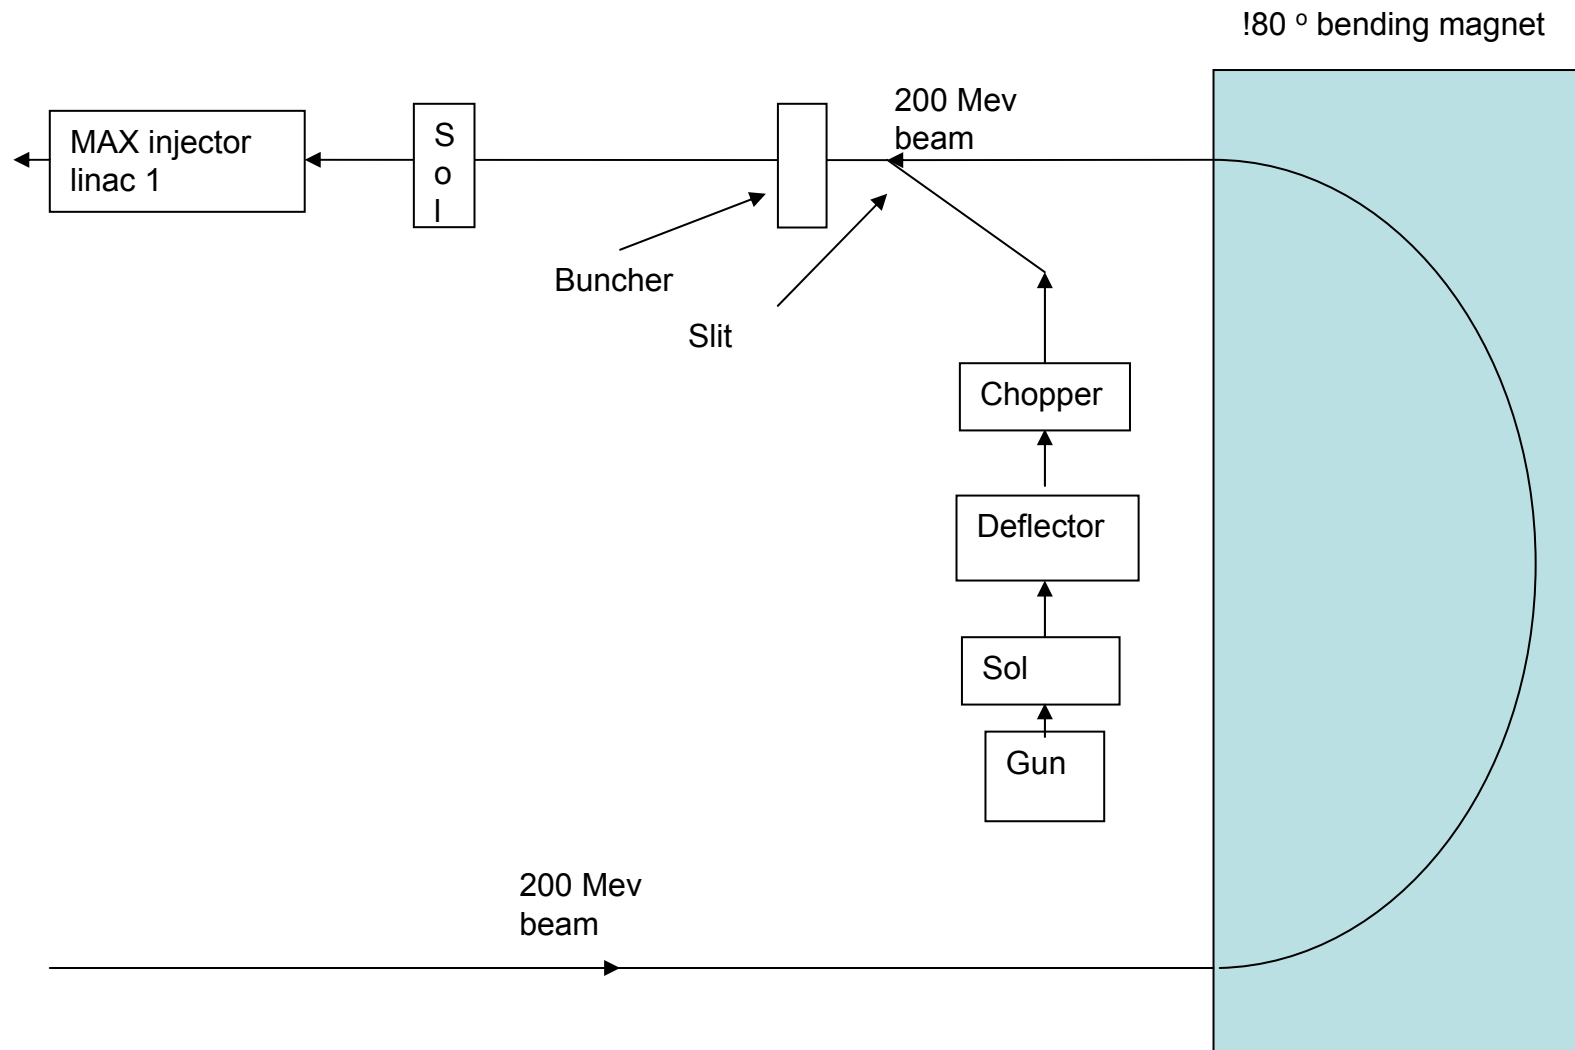 !80 º bending magnet
200 Mev
beam
MAX injector
linac 1
S
o
l
Buncher
Slit
Chopper
Deflector
Sol
Gun
200 Mev
beam